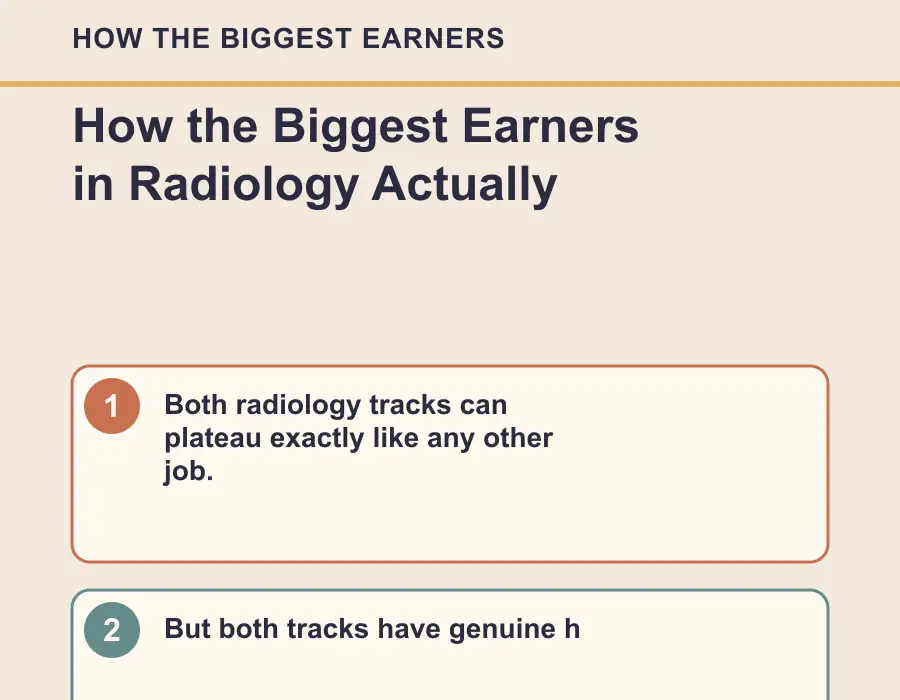 HOW THE BIGGEST EARNERS
How the Biggest Earners
in Radiology Actually
1
Both radiology tracks can
plateau exactly like any other
job.
2
But both tracks have genuine h